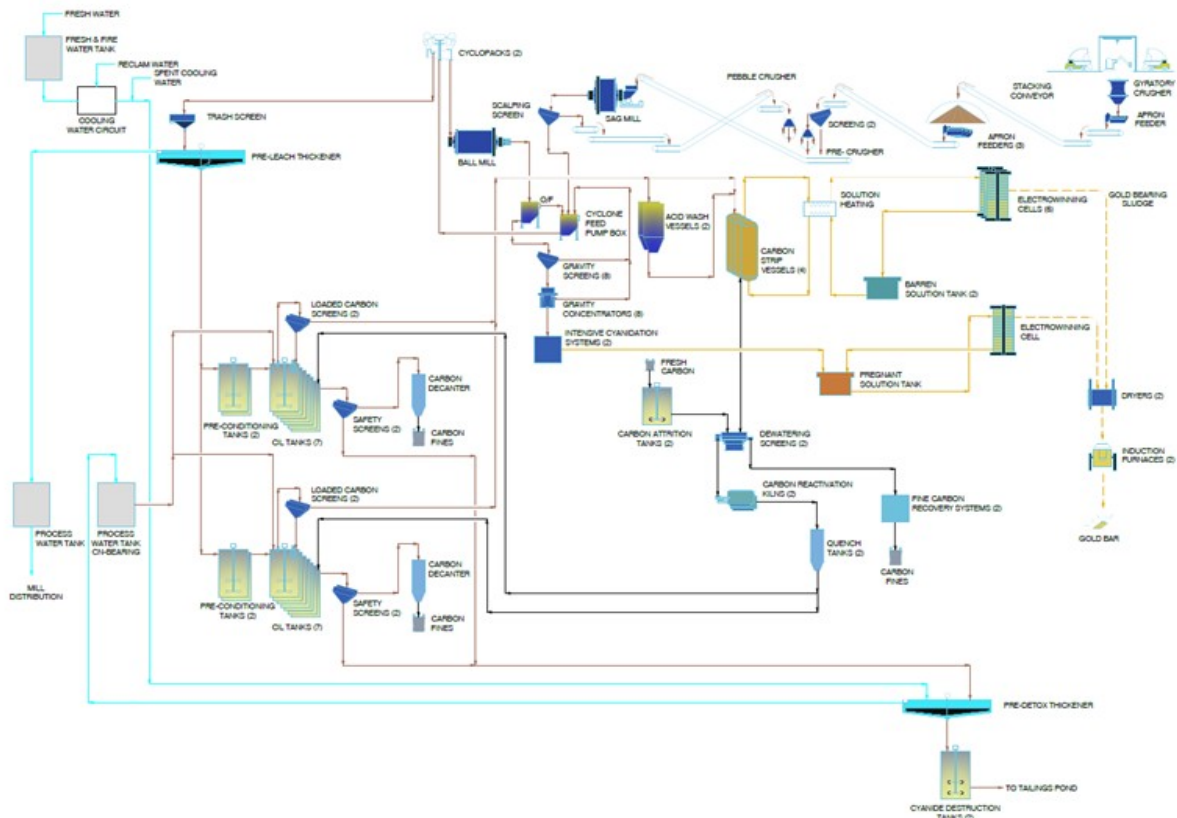 FRESH WATER
FRESH & FIRE
WATER TANK
RECLAM WATER
SPENT COOLING
WATER
COOLING
WATER CIRCUIT
TRASH SCREEN
PRE-LEACH THICKENER
CYCLOPACKS (2)
SCALPING
SCREEN
BALL MILL
SAG MILL
PEBBLE CRUSHER
SCREENS (2)
PRE- CRUSHER
STACKING
CONVEYOR
APRON
FEEDERS (3)
GYRATORY
CRUSHER
APRON
FEEDER
O/F
CYCLONE
FEED
PUMP BOX
GRAVITY
SCREENS (8)
GRAVITY
CONCENTRATORS (8)
INTENSIVE CYANIDATION
SYSTEMS (2)
ACID WASH
VESSELS (2)
CARBON
STRIP
VESSELS (4)
SOLUTION
HEATING
ELECTROWINNING
CELLS (6)
GOLD BEARING
SLUDGE
BARREN
SOLUTION TANK (2)
ELECTROWINNING
CELL
PREGNANT
SOLUTION TANK
DRYERS (2)
INDUCTION
FURNACES (2)
GOLD BAR
LOADED CARBON
SCREENS (2)
PRE-CONDITIONING
TANKS (2)
CIL TANKS (7)
SAFETY
SCREENS (2)
CARBON
DECANTER
CARBON
FINES
FRESH
CARBON
CARBON ATTRITION
TANKS (2)
DEWATERING
SCREENS (2)
CARBON REACTIVATION
KILNS (2)
FINE CARBON
RECOVERY SYSTEMS (2)
QUENCH
TANKS (2)
CARBON
FINES
PROCESS
WATER TANK
MILL
DISTRIBUTION
PROCESS
WATER TANK
CN-BEARING
LOADED CARBON
SCREENS (2)
PRE-CONDITIONING
TANKS (2)
CIL TANKS (7)
SAFETY
SCREENS (2)
CARBON
DECANTER
CARBON
FINES
PRE-DETOX THICKENER
TO TAILINGS POND
CYANIDE DESTRUCTION
TANKS